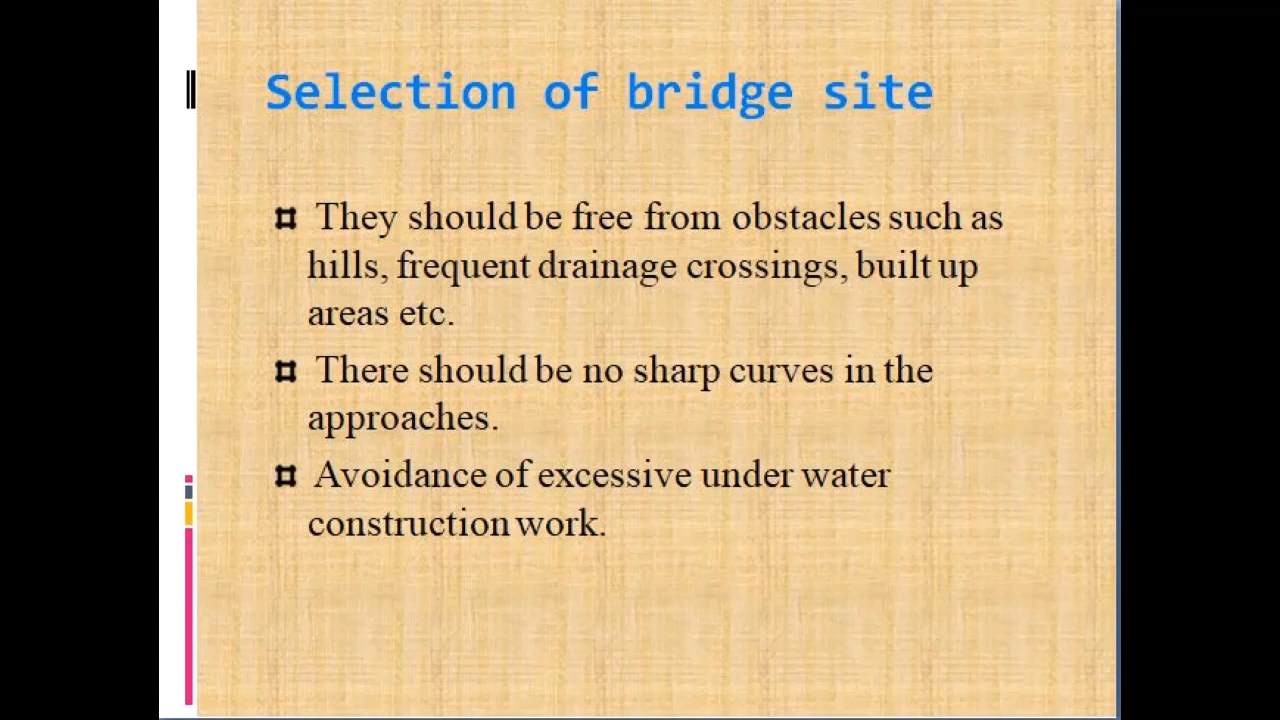 Selection of bridge site
They should be free from obstacles such as
hills, frequent drainage crossings, built up
areas etc.
There should be no sharp curves in the
approaches.
Avoidance of excessive under water
construction work.